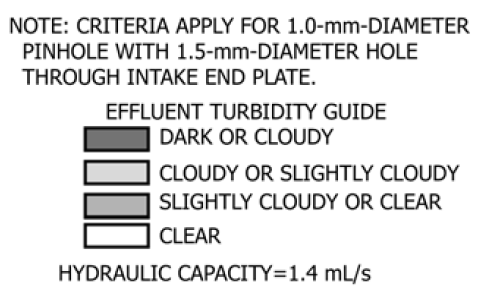 NOTE: CRITERIA APPLY FOR 1.0-mm-DIAMETER
PINHOLE WITH 1.5-mm-DIAMETER HOLE
THROUGH INTAKE END PLATE.
EFFLUENT TURBIDITY GUIDE
DARK OR CLOUDY
CLOUDY OR SLIGHTLY CLOUDY
SLIGHTLY CLOUDY OR CLEAR
CLEAR
HYDRAULIC CAPACITY=1.4 mL/s